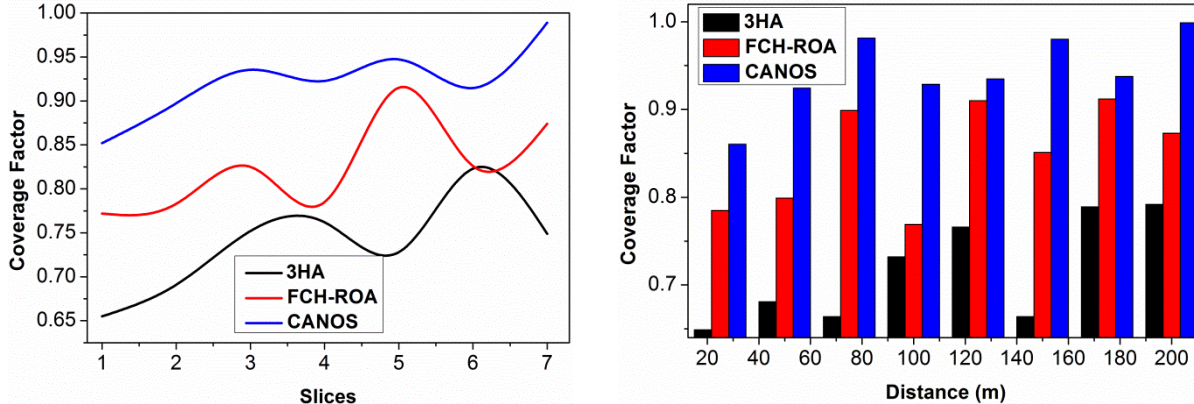 1.00
0.95
0.90
0.85
0.80
0.75
0.70
0.65
Coverage Factor
3HA
FCH-ROA
CANOS
1 2 3 4 5 6 7
Slices
1.0
0.9
0.8
0.7
Coverage Factor
3HA
FCH-ROA
CANOS
20 40 60 80 100 120 140 160 180 200
Distance (m)